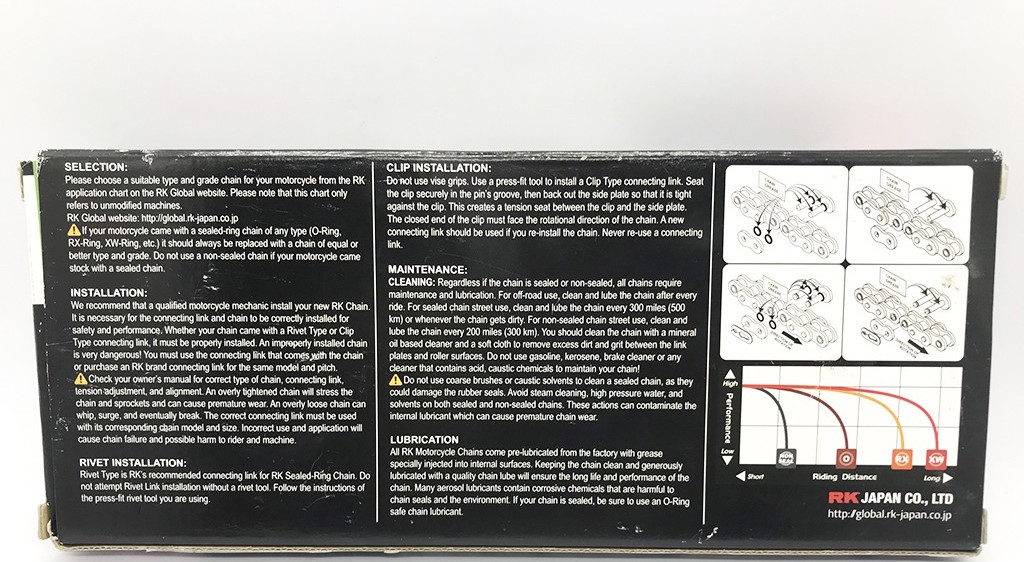 SELECTION:
Please choose a suitable type and grade chain for your motorcycle from the RK
application chart on the RK Global website. Please note that this chart only
refers to unmodified machines.
RK Global website: http://global.rk-japan.co.jp
If your motorcycle came with a sealed-ring chain of any type (O-Ring,
RX-Ring, XW-Ring, etc.) it should always be replaced with a chain of equal or
better type and grade. Do not use a non-sealed chain if your motorcycle came
stock with a sealed chain.
INSTALLATION:
We recommend that a qualified motorcycle mechanic install your new RK Chain.
It is necessary for the connecting link and chain to be correctly installed for
safety and performance. Whether your chain came with a Rivet Type or Clip
Type connecting link, it must be properly installed. An improperly installed chain
is very dangerous! You must use the connecting link that comes with the chain
or purchase an RK brand connecting link for the same model and pitch.
Check your owner's manual for correct type of chain, connecting link,
tension adjustment, and alignment. An overly tightened chain will stress the
chain and sprockets and can cause premature wear. An overly loose chain can
whip, surge, and eventually break. The correct connecting link must be used
with its corresponding chain model and size. Incorrect use and application will
cause chain failure and possible harm to rider and machine.
RIVET INSTALLATION:
Rivet Type is RK's recommended connecting link for RK Sealed-Ring Chain. Do
not attempt Rivet Link installation without a rivet tool. Follow the instructions of
the press-fit rivet tool you are using.
CLIP INSTALLATION:
Do not use vise grips. Use a press-fit tool to install a Clip Type connecting link. Seat
the clip securely in the pin's groove, then back out the side plate so that it is tight
against the clip. This creates a tension seat between the clip and the side plate.
The closed end of the clip must face the rotational direction of the chain. A new
connecting link should be used if you re-install the chain. Never re-use a connecting
link.
MAINTENANCE:
CLEANING: Regardless if the chain is sealed or non-sealed, all chains require
maintenance and lubrication. For off-road use, clean and lube the chain after every
ride. For sealed chain street use, clean and lube the chain every 300 miles (500
km) or whenever the chain gets dirty. For non-sealed chain street use, clean and
lube the chain every 200 miles (300 km). You should clean the chain with a mineral
oil based cleaner and a soft cloth to remove excess dirt and grit between the link
plates and roller surfaces. Do not use gasoline, kerosene, brake cleaner or any
cleaner that contains acid, caustic chemicals to maintain your chain!
Do not use coarse brushes or caustic solvents to clean a sealed chain, as they
could damage the rubber seals. Avoid steam cleaning, high pressure water, and
solvents on both sealed and non-sealed chains. These actions can contaminate the
internal lubricant which can cause premature chain wear.
LUBRICATION
All RK Motorcycle Chains come pre-lubricated from the factory with grease
specially injected into internal surfaces. Keeping the chain clean and generously
lubricated with a quality chain lube will ensure the long life and performance of the
chain. Many aerosol lubricants contain corrosive chemicals that are harmful to
chain seals and the environment. If your chain is sealed, be sure to use an O-Ring
safe chain lubricant.
High
Performance
Low
NON SEAL
O
RX
XW
Short Riding Distance Long
RK JAPAN CO., LTD
http://global.rk-japan.co.jp